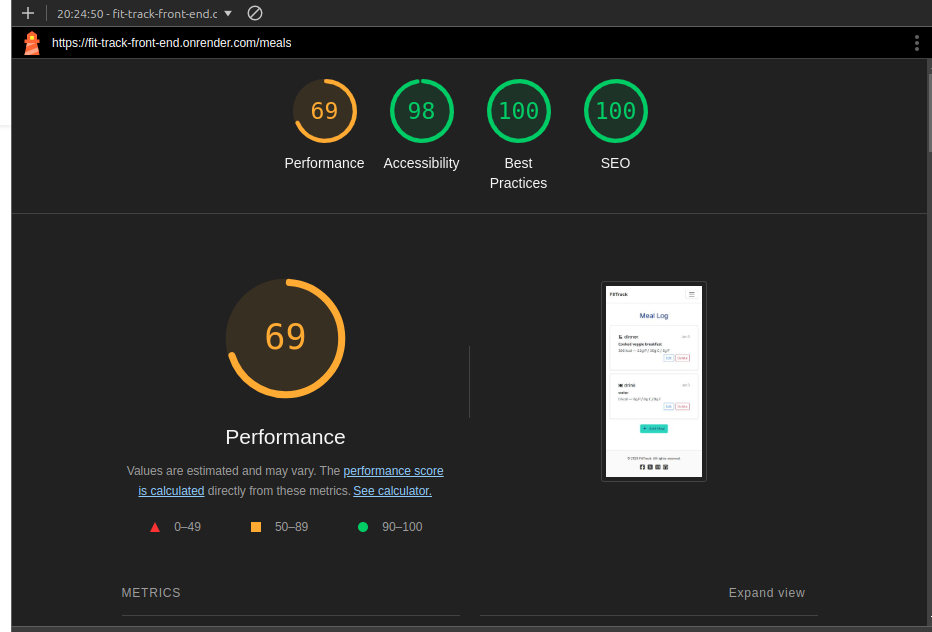 20:24:50 - fit-track-front-end.c
https://fit-track-front-end.onrender.com/meals
69
98
100
100
Performance
Accessibility
Best
Practices
SEO
69
Performance
Values are estimated and may vary. The performance score
is calculated directly from these metrics. See calculator.
0–49
50–89
90–100
FitTrack
Meal Log
dinner
Cooked veggie breakfast
drink
water
METRICS
Expand view